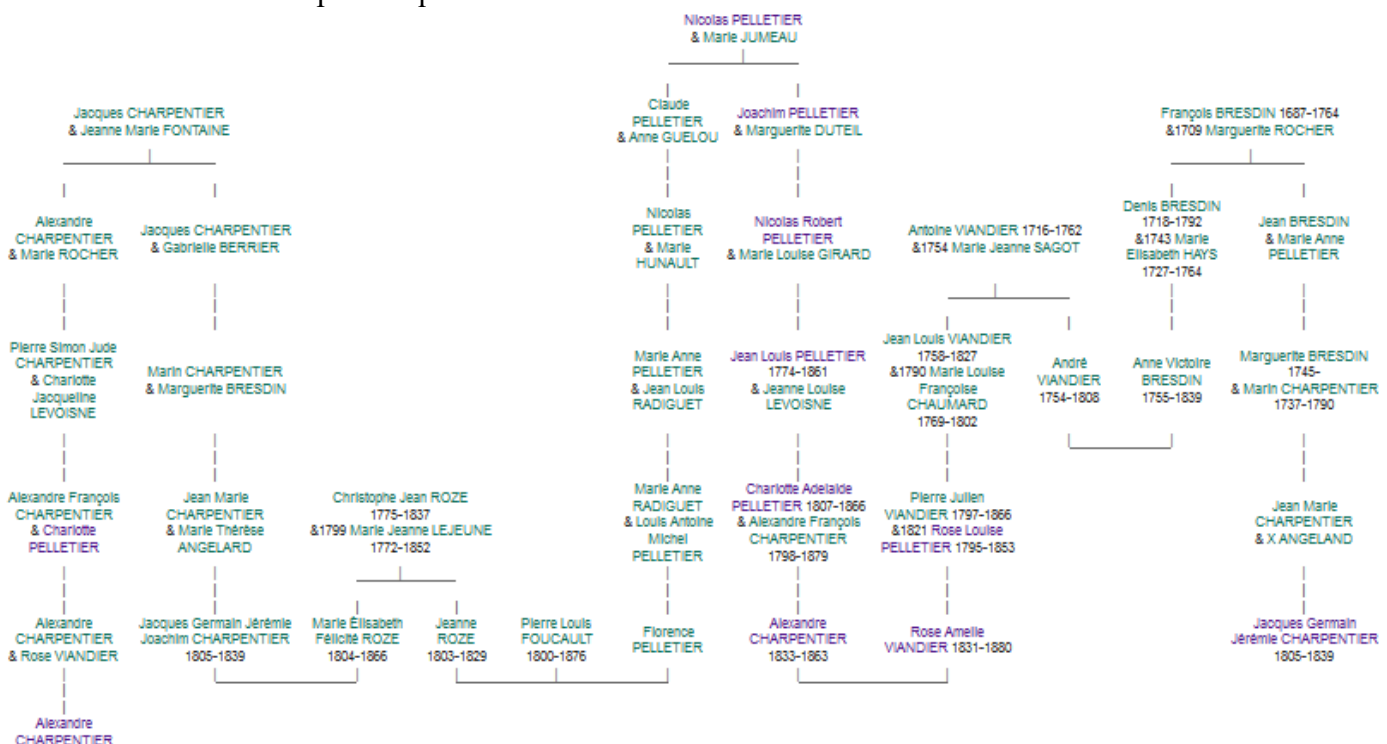 Nicolas PELLETIER
& Marie JUMEAU
Jacques CHARPENTIER
& Jeanne Marie FONTAINE
Claude
PELLETIER
& Anne GUELOU
Joachim PELLETIER
& Marguerite DUTEIL
François BRESDIN 1687-1764
&1709 Marguerite ROCHER
Alexandre
CHARPENTIER
& Marie ROCHER
Jacques CHARPENTIER
& Gabrielle BERRIER
Nicolas
PELLETIER
& Marie
HUNAULT
Nicolas Robert
PELLETIER
& Marie Louise GIRARD
Antoine VIANDIER 1716-1762
&1754 Marie Jeanne SAGOT
Denis BRESDIN
1718-1792
&1743 Marie
Elisabeth HAYS
1727-1764
Jean BRESDIN
& Marie Anne
PELLETIER
Pierre Simon Jude
CHARPENTIER
& Charlotte
Jacqueline
LEVOISNE
Marin CHARPENTIER
& Marguerite BRESDIN
Marie Anne
PELLETIER
& Jean Louis
RADIGUET
Jean Louis PELLETIER
1774-1861
& Jeanne Louise
LEVOISNE
Jean Louis VIANDIER
1758-1827
&1790 Marie Louise
Françoise
CHAUMARD
1769-1802
André
VIANDIER
1754-1808
Anne Victoire
BRESDIN
1755-1839
Marguerite BRESDIN
1745-
& Marin CHARPENTIER
1737-1790
Alexandre François
CHARPENTIER
& Charlotte
PELLETIER
Jean Marie
CHARPENTIER
& Marie Thérèse
ANGELARD
Christophe Jean ROZE
1775-1837
&1799 Marie Jeanne LEJEUNE
1772-1852
Marie Anne
RADIGUET
& Louis Antoine
Michel
PELLETIER
Charlotte Adelaide
PELLETIER 1807-1866
& Alexandre François
CHARPENTIER
1798-1879
Pierre Julien
VIANDIER 1797-1866
&1821 Rose Louise
PELLETIER 1795-1853
Jean Marie
CHARPENTIER
& X ANGELAND
Alexandre
CHARPENTIER
& Rose VIANDIER
Jacques Germain Jérémie
Joachim CHARPENTIER
1805-1839
Marie Élisabeth
Félicité ROZE
1804-1866
Jeanne
ROZE
1803-1829
Pierre Louis
FOUCAULT
1800-1876
Florence
PELLETIER
Alexandre
CHARPENTIER
1833-1863
Rose Amelie
VIANDIER 1831-1880
Jacques Germain
Jérémie CHARPENTIER
1805-1839
Alexandre
CHARPENTIER